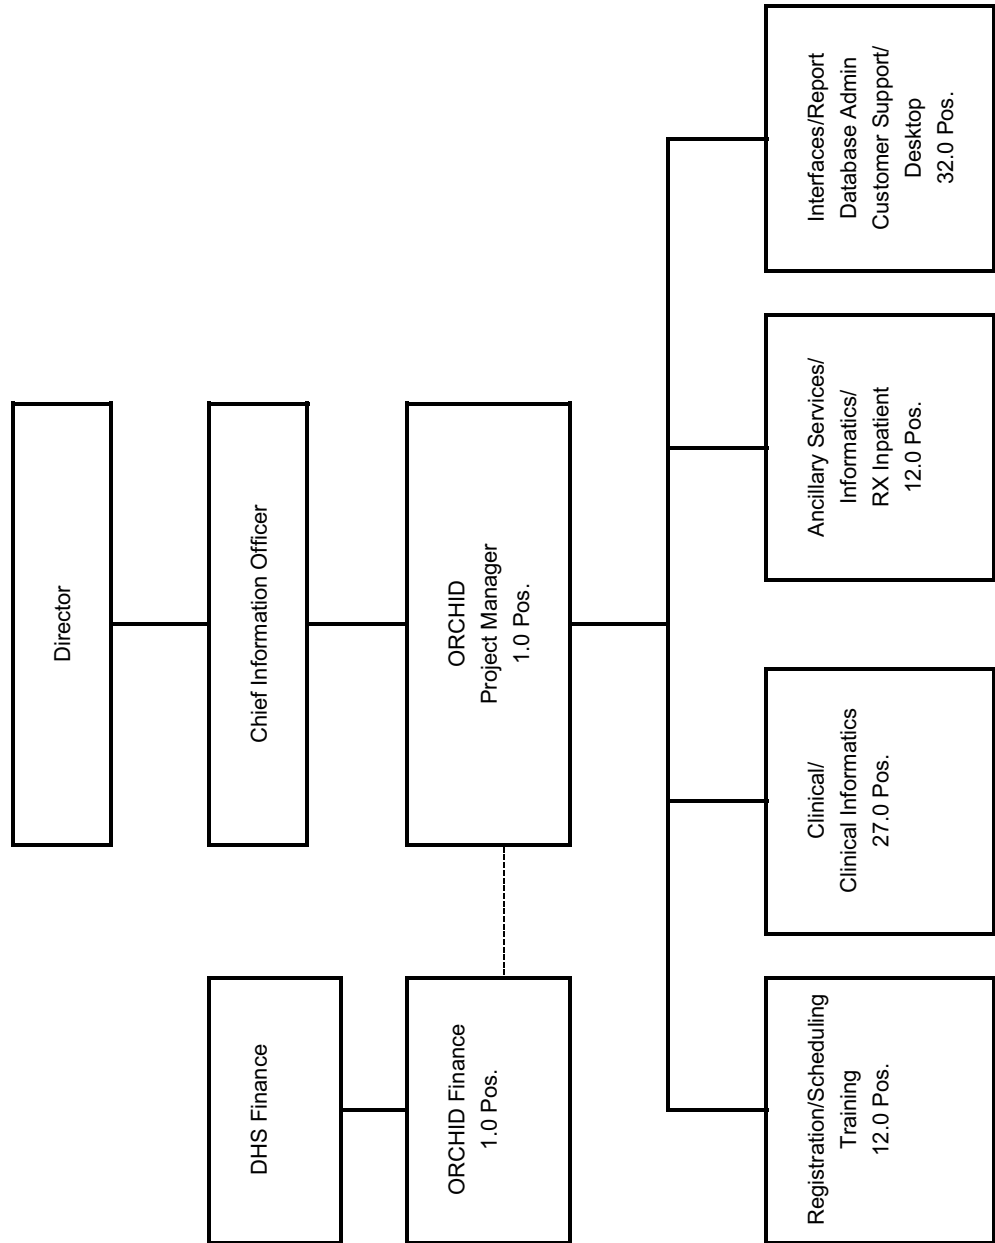 Director
Chief Information Officer
DHS Finance
ORCHID
Project Manager
1.0 Pos.
ORCHID Finance
1.0 Pos.
Registration/Scheduling
Training
12.0 Pos.
Clinical/
Clinical Informatics
27.0 Pos.
Ancillary Services/
Informatics/
RX Inpatient
12.0 Pos.
Interfaces/Report
Database Admin
Customer Support/
Desktop
32.0 Pos.